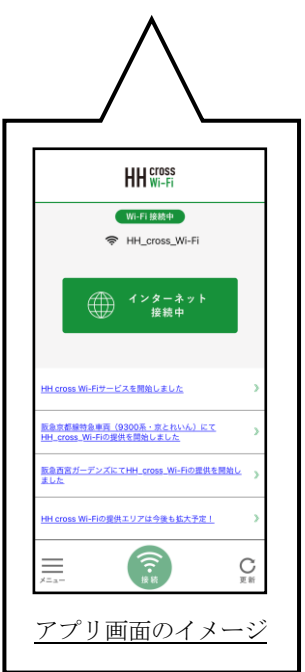 HH cross
Wi-Fi
Wi-Fi 接続中
HH_cross_Wi-Fi
インターネット
接続中
HH cross Wi-Fiサービスを開始しました
阪急京都線特急車両（9300系・京とれいん）にて
HH_cross_Wi-Fiの提供を開始しました
阪急西宮ガーデンズにてHH_cross_Wi-Fiの提供を開始し
ました
HH cross Wi-Fiの提供エリアは今後も拡大予定！
メニュー
接続
更新
アプリ画面のイメージ